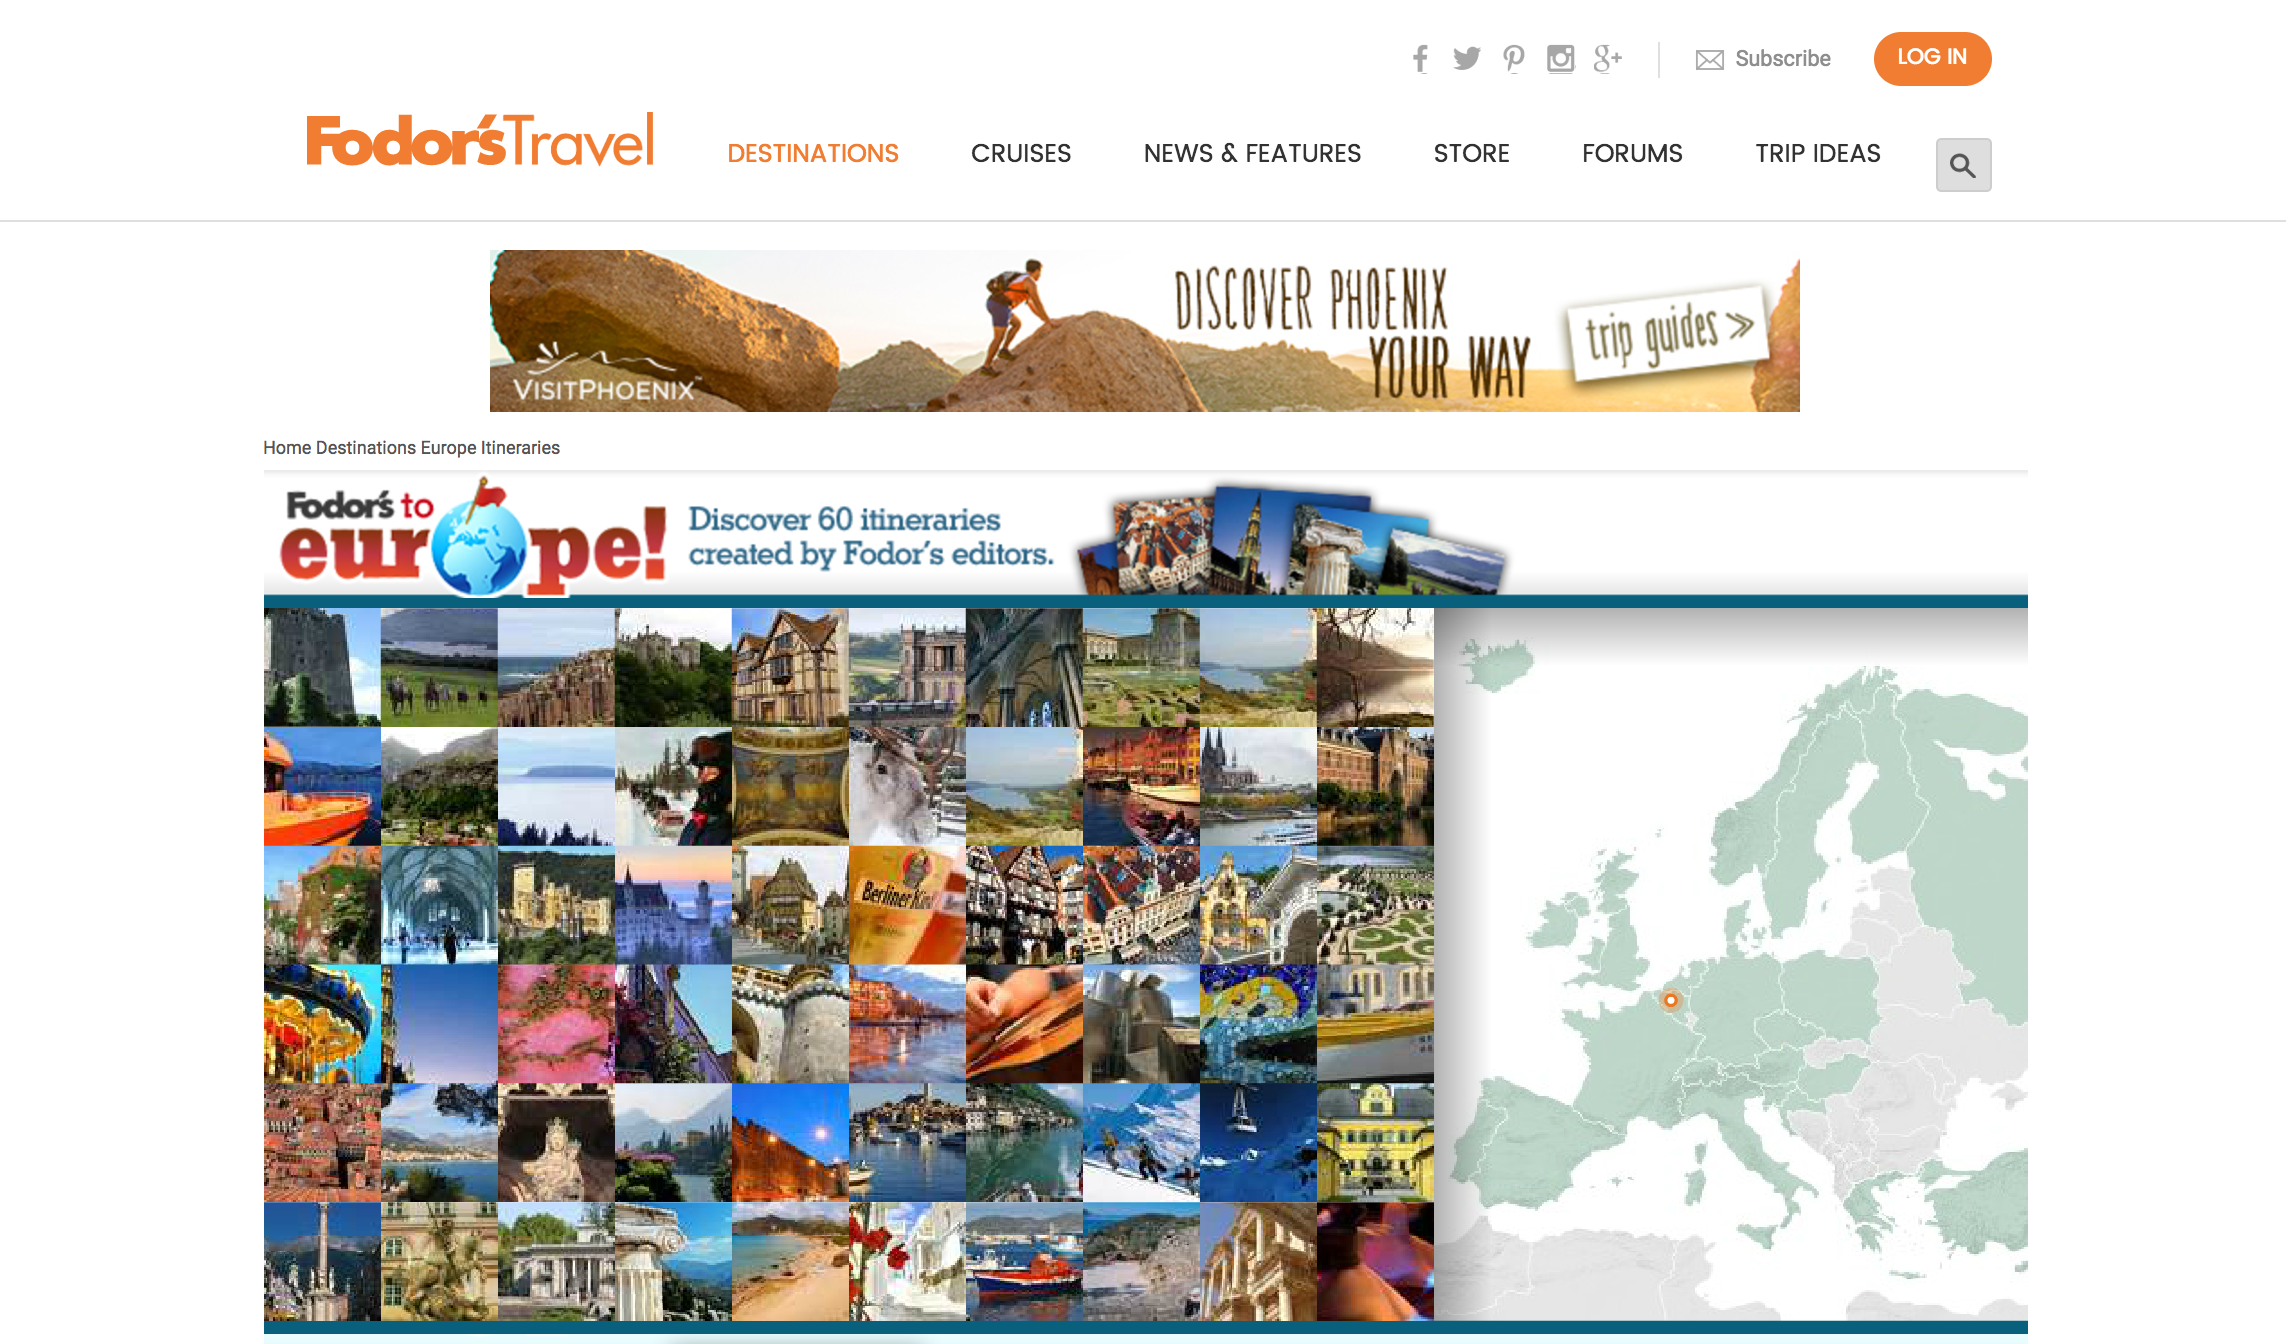 Subscribe
LOG IN
Fodor's Travel
DESTINATIONS
CRUISES
NEWS & FEATURES
STORE
FORUMS
TRIP IDEAS
DISCOVER PHOENIX
YOUR WAY
trip guides »
VISITPHOENIX™
Home Destinations Europe Itineraries
Fodor's to
europe!
Discover 60 itineraries
created by Fodor's editors.
Berliner Kindl